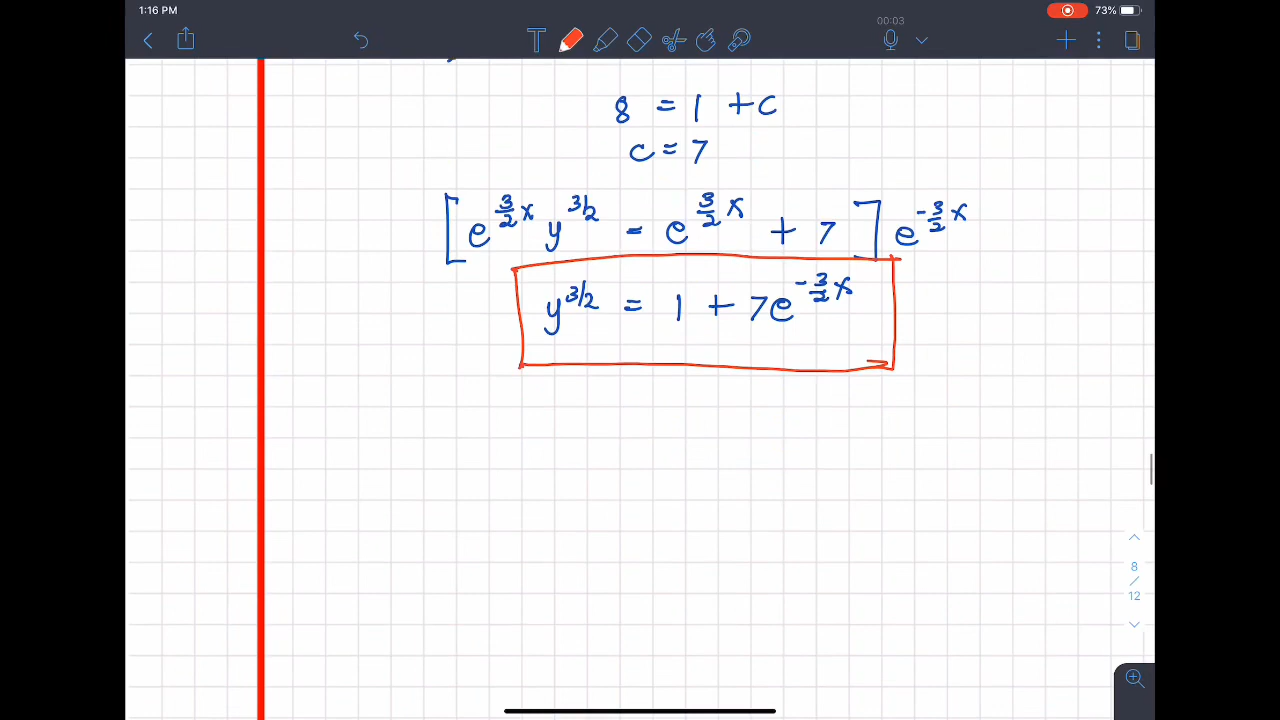 1:16 PM
73%
00:03
T
8 = 1 + c
c = 7
[e^{3/2 x} y^{3/2} = e^{3/2 x} + 7] e^{-3/2 x}
y^{3/2} = 1 + 7e^{-3/2 x}
8
/
12